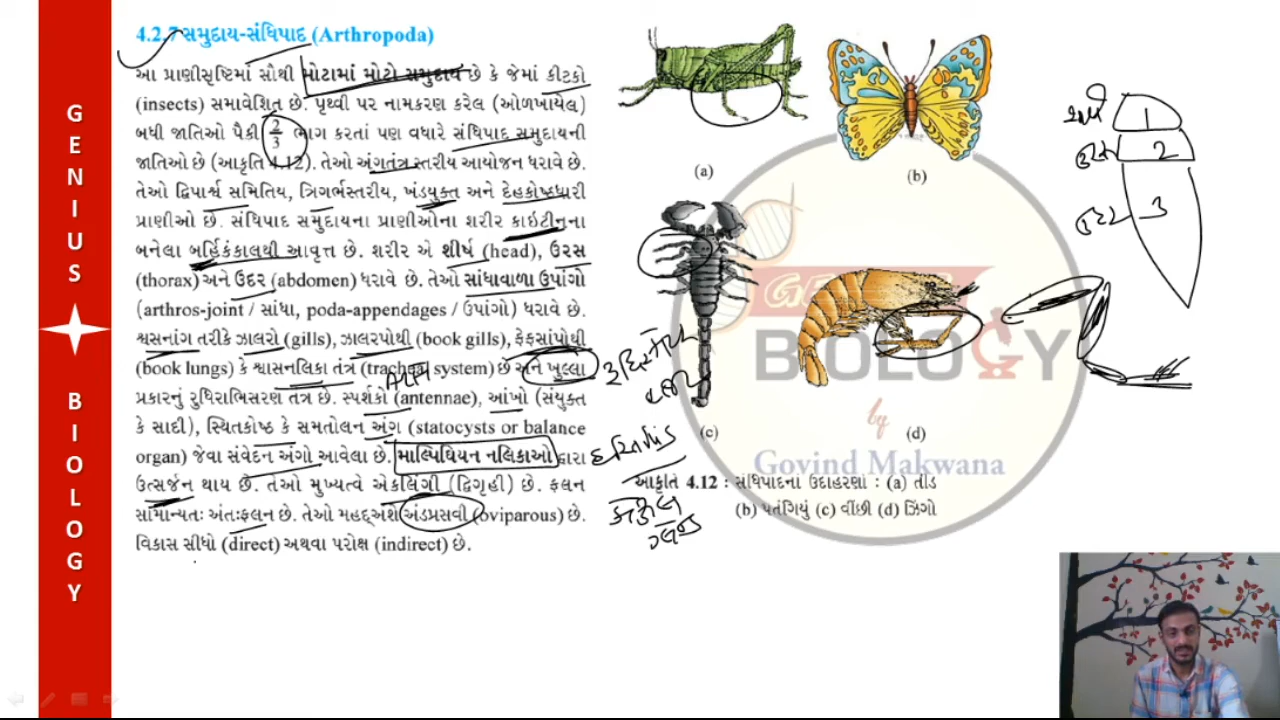 GENIUS
BIOLOGY
4.2.7 સમુદાય-સંધિપાદ (Arthropoda)
આ પ્રાણીસૃષ્ટિમાં સૌથી મોટામાં મોટો સમુદાય છે કે જેમાં કીટકો
(insects) સમાવેશિત છે. પૃથ્વી પર નામકરણ કરેલ (ઓળખાયેલ)
બધી જાતિઓ પૈકી 2/3 ભાગ કરતાં પણ વધારે સંધિપાદ સમુદાયની
જાતિઓ છે (આકૃતિ 4.12). તેઓ અંગતંત્ર સ્તરીય આયોજન ધરાવે છે.
તેઓ દ્વિપાર્શ્વ સમિતિય, ત્રિગર્ભસ્તરીય, ખંડયુક્ત અને દેહકોષ્ઠધારી
પ્રાણીઓ છે. સંધિપાદ સમુદાયના પ્રાણીઓના શરીર કાઇટીનના
બનેલા બર્હિકંકાલથી આવૃત્ત છે. શરીર એ શીર્ષ (head), ઉરસ
(thorax) અને ઉદર (abdomen) ધરાવે છે. તેઓ સાંધાવાળા ઉપાંગો
(arthros-joint / સાંધા, poda-appendages / ઉપાંગો) ધરાવે છે.
શ્વસનાંગ તરીકે ઝાલરો (gills), ઝાલરપોથી (book gills), ફેફસાંપોથી
(book lungs) કે શ્વાસનલિકા તંત્ર (tracheal system) છે અને ખુલ્લા
પ્રકારનું રુધિરાભિસરણ તંત્ર છે. સ્પર્શકો (antennae), આંખો (સંયુક્ત
કે સાદી), સ્થિતકોષ્ઠ કે સમતોલન અંગ (statocysts or balance
organ) જેવા સંવેદન અંગો આવેલા છે. માલ્પિઘિયન નલિકાઓ દ્વારા
ઉત્સર્જન થાય છે. તેઓ મુખ્યત્વે એકલિંગી (દ્વિગૃહી) છે. ફલન
સામાન્યતઃ અંતઃફલન છે. તેઓ મહદ્અંશે અંડપ્રસવી (oviparous) છે.
વિકાસ સીધો (direct) અથવા પરોક્ષ (indirect) છે.
(a)
(b)
(c)
(d)
આકૃતિ 4.12 : સંધિપાદના ઉદાહરણો : (a) તીડ
(b) પતંગિયું (c) વીંછી (d) ઝિંગો
BIOLOGY
by
Govind Makwana
1
2
3